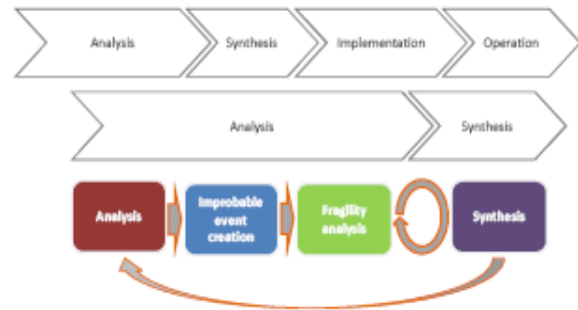 Analysis Synthesis Implementation Operation
Analysis Synthesis
Analysis
Improbable
event
creation
Fragility
analysis
Synthesis